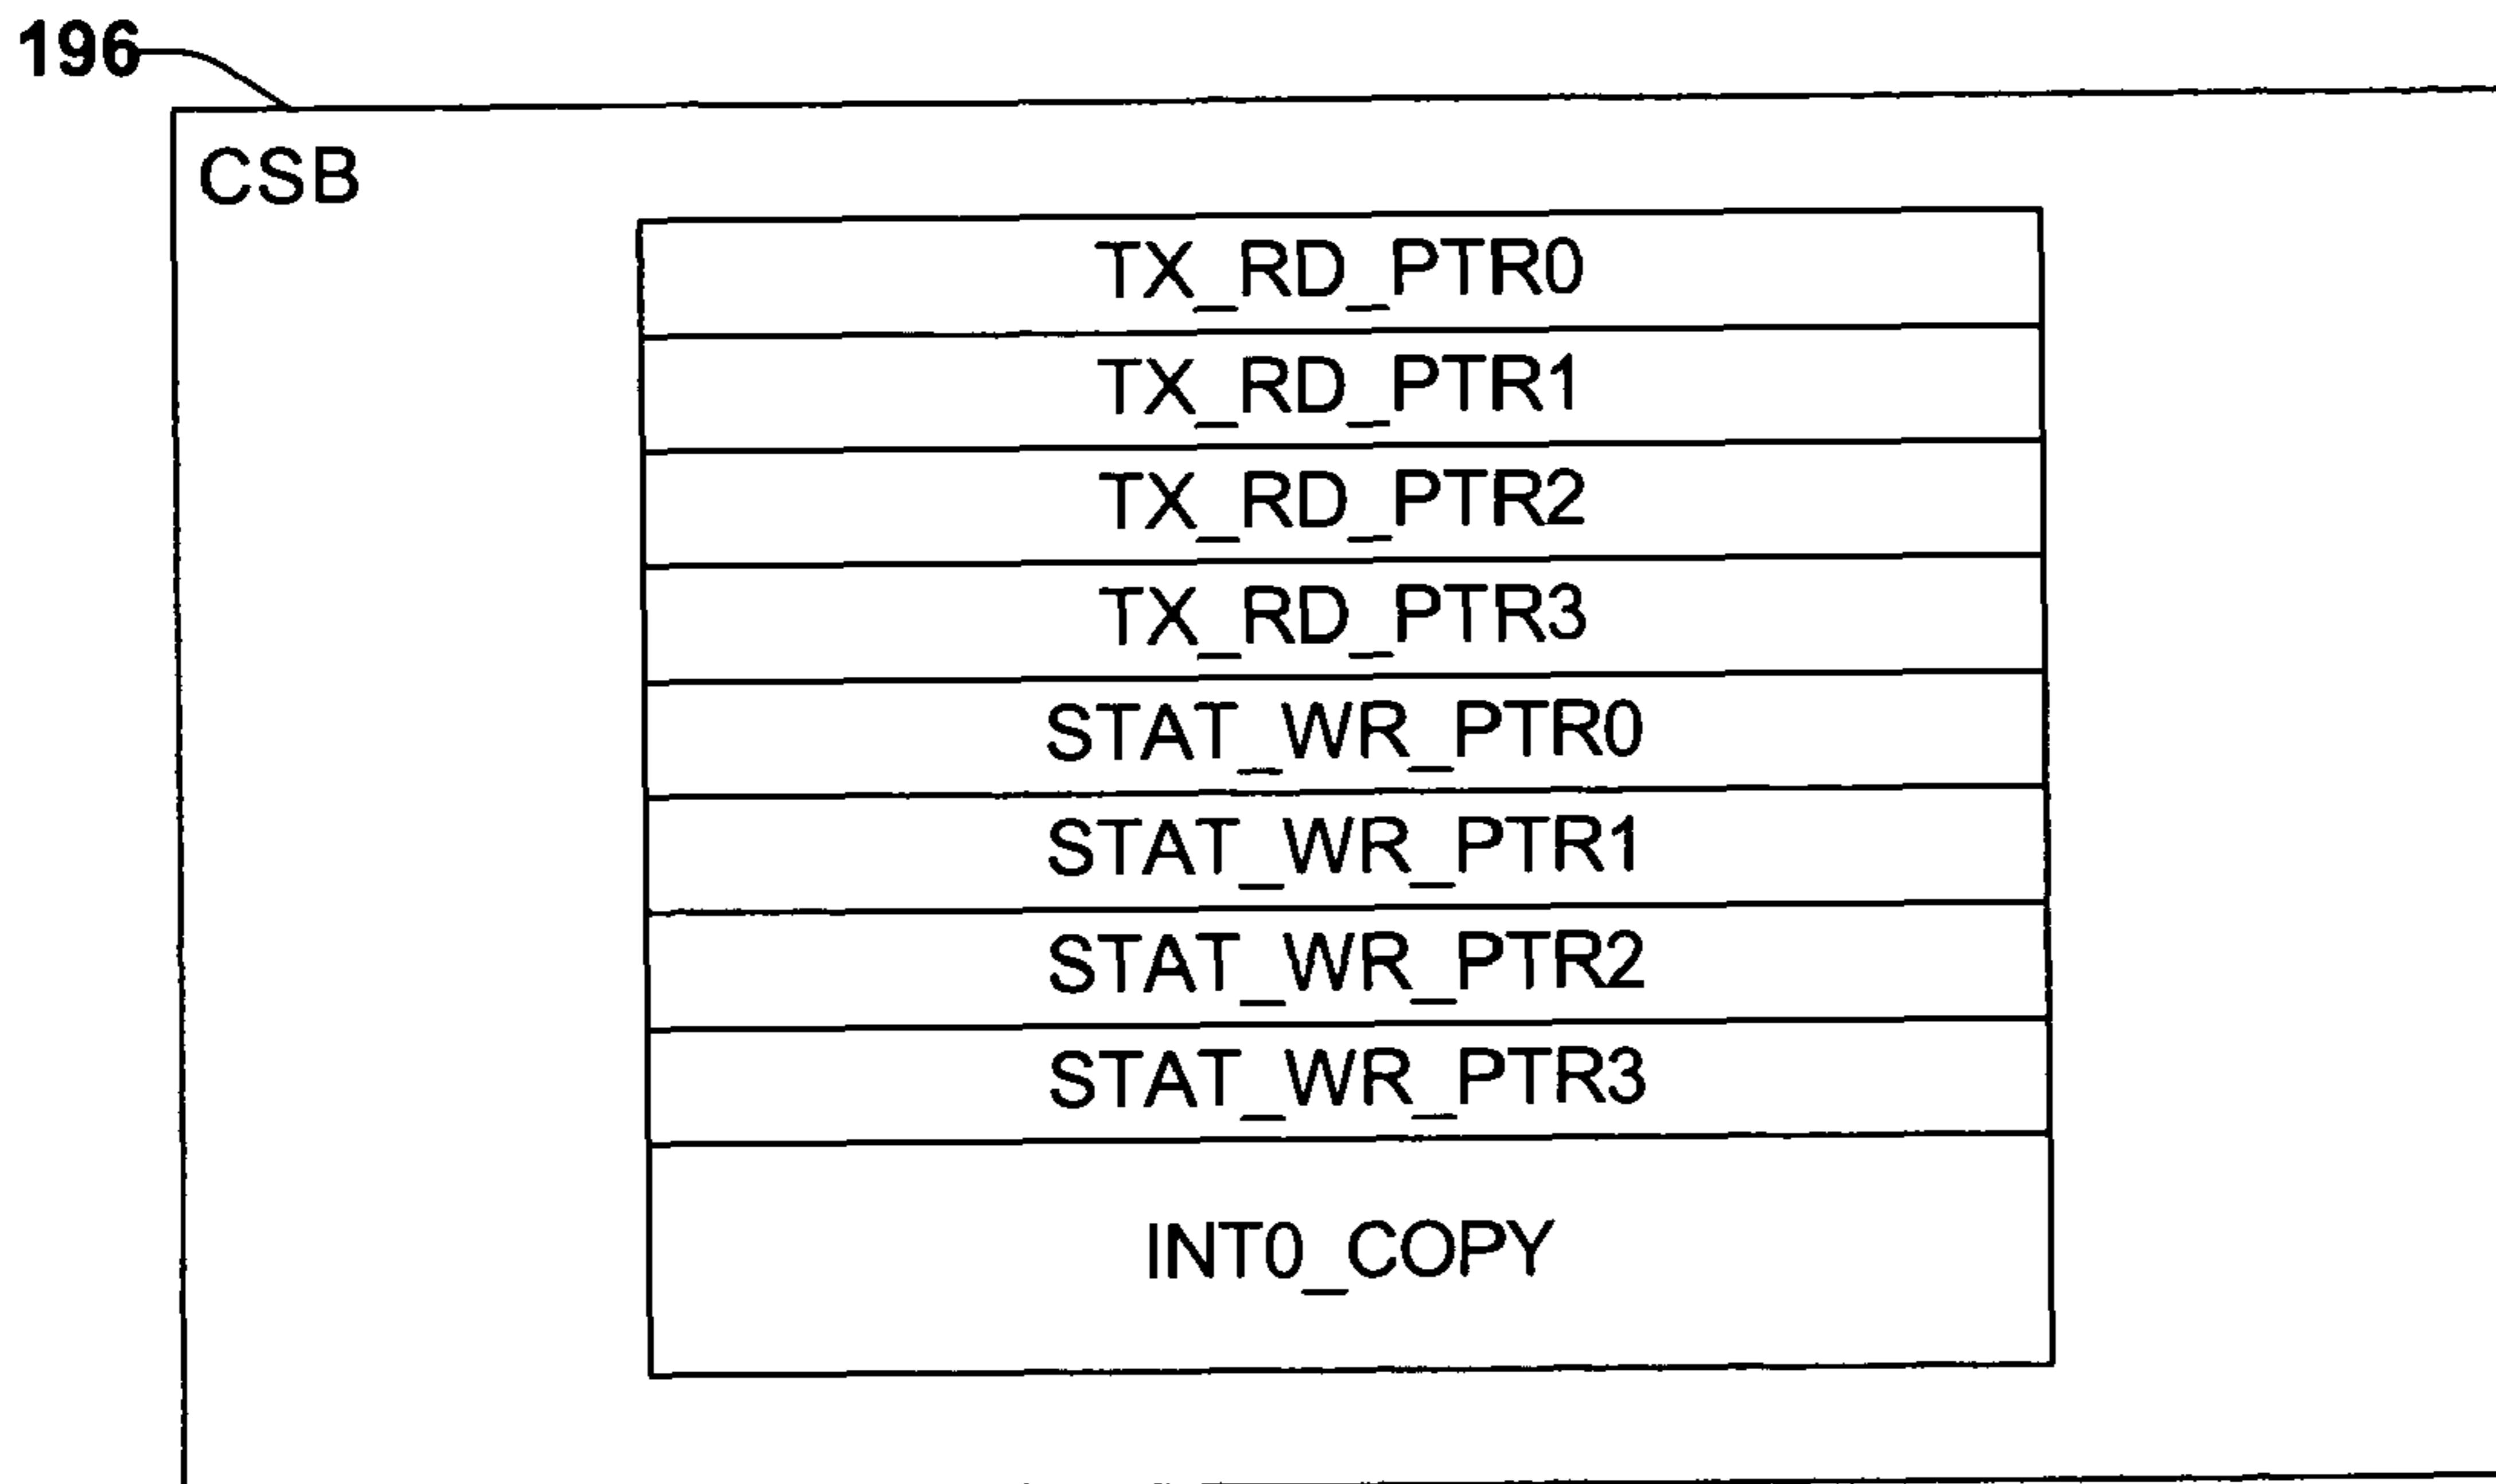 196
CSB
TX_RD_PTR0
TX_RD_PTR1
TX_RD_PTR2
TX_RD_PTR3
STAT_WR_PTR0
STAT_WR_PTR1
STAT_WR_PTR2
STAT_WR_PTR3
INT0_COPY